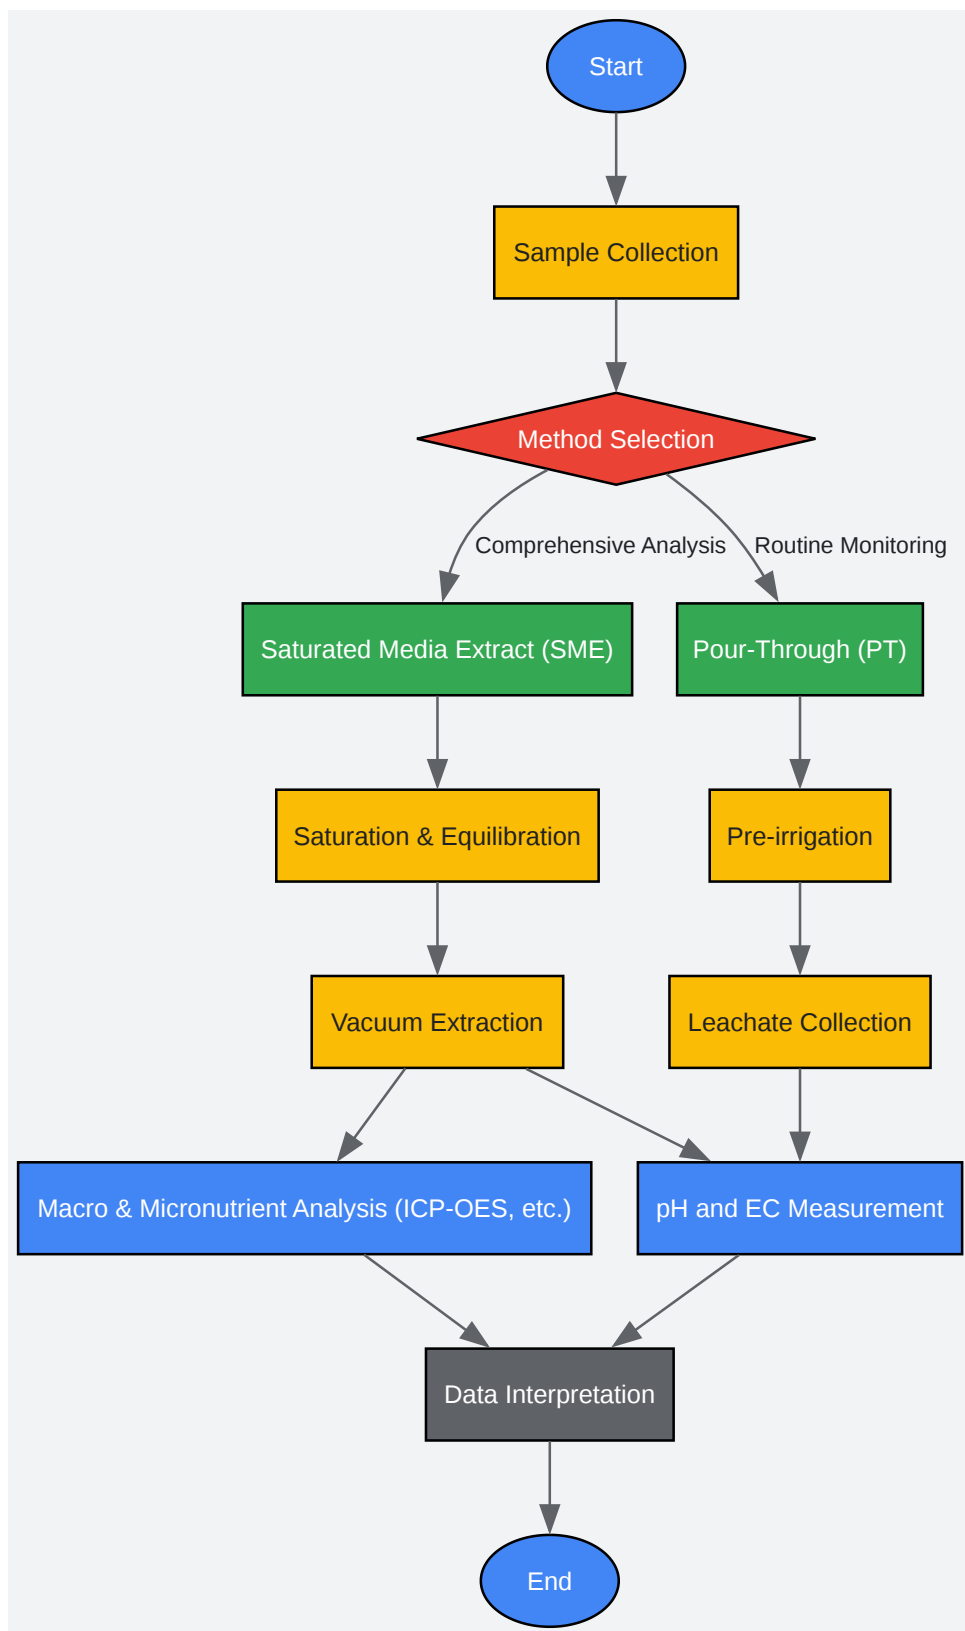 Start
Sample Collection
Method Selection
Comprehensive Analysis
Routine Monitoring
Saturated Media Extract (SME)
Pour-Through (PT)
Saturation & Equilibration
Pre-irrigation
Vacuum Extraction
Leachate Collection
Macro & Micronutrient Analysis (ICP-OES, etc.)
pH and EC Measurement
Data Interpretation
End